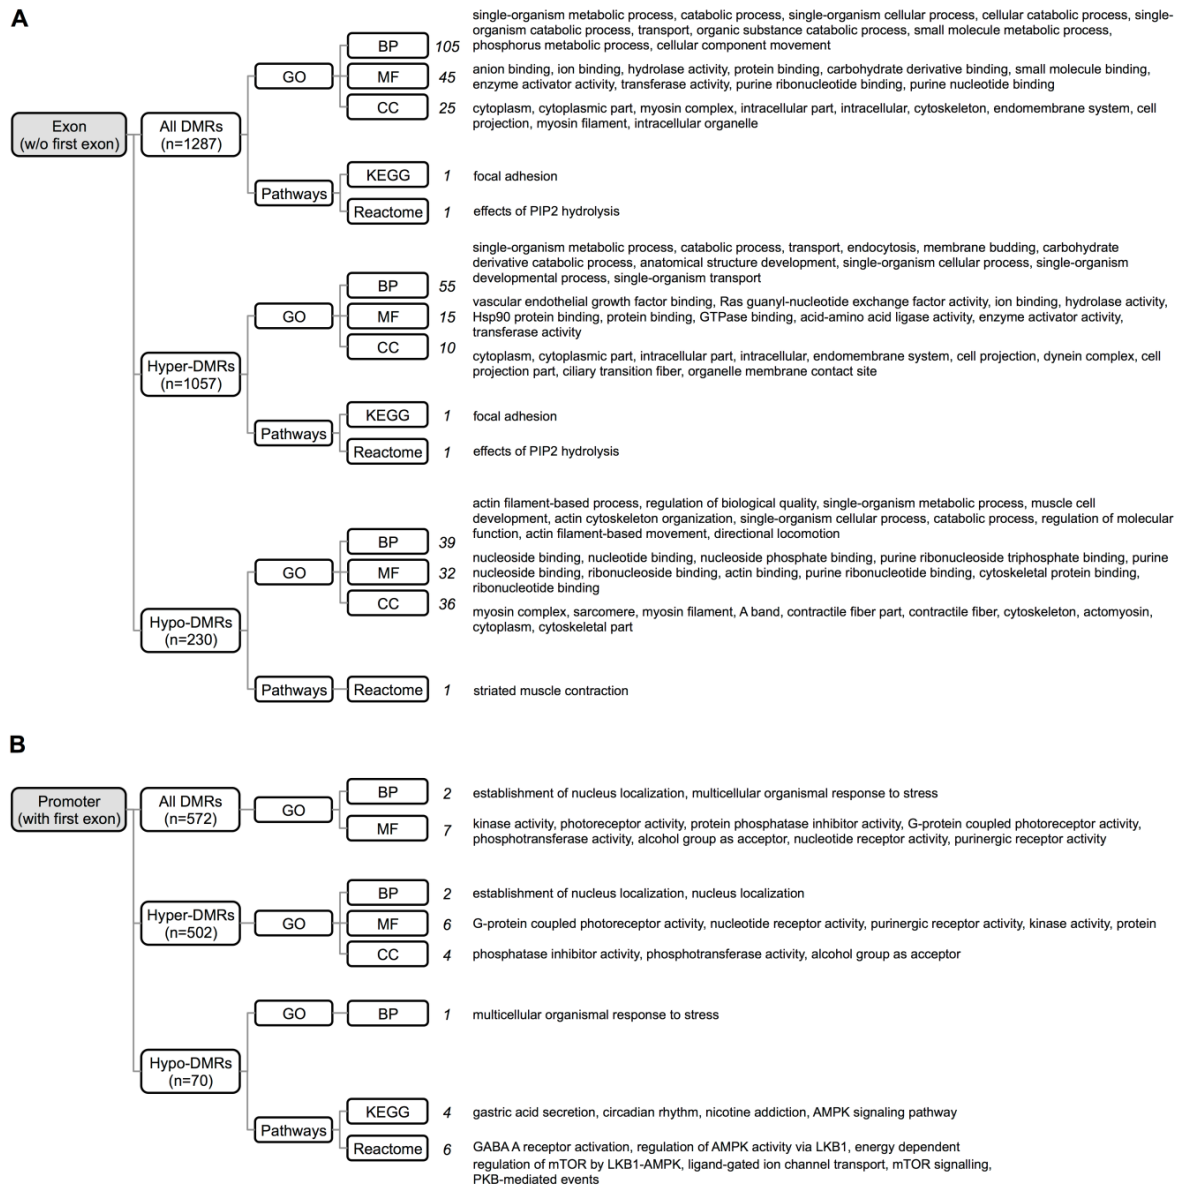 A
Exon
(w/o first exon)
All DMRs
(n=1287)
GO
BP
105
single-organism metabolic process, catabolic process, single-organism cellular process, cellular catabolic process, single-
organism catabolic process, transport, organic substance catabolic process, small molecule metabolic process,
phosphorus metabolic process, cellular component movement
MF
45
anion binding, ion binding, hydrolase activity, protein binding, carbohydrate derivative binding, small molecule binding,
enzyme activator activity, transferase activity, purine ribonucleotide binding, purine nucleotide binding
CC
25
cytoplasm, cytoplasmic part, myosin complex, intracellular part, intracellular, cytoskeleton, endomembrane system, cell
projection, myosin filament, intracellular organelle
Pathways
KEGG
1
focal adhesion
Reactome
1
effects of PIP2 hydrolysis
Hyper-DMRs
(n=1057)
GO
BP
55
single-organism metabolic process, catabolic process, transport, endocytosis, membrane budding, carbohydrate
derivative catabolic process, anatomical structure development, single-organism cellular process, single-organism
developmental process, single-organism transport
MF
15
vascular endothelial growth factor binding, Ras guanyl-nucleotide exchange factor activity, ion binding, hydrolase activity,
Hsp90 protein binding, protein binding, GTPase binding, acid-amino acid ligase activity, enzyme activator activity,
transferase activity
CC
10
cytoplasm, cytoplasmic part, intracellular part, intracellular, endomembrane system, cell projection, dynein complex, cell
projection part, ciliary transition fiber, organelle membrane contact site
Pathways
KEGG
1
focal adhesion
Reactome
1
effects of PIP2 hydrolysis
Hypo-DMRs
(n=230)
GO
BP
39
actin filament-based process, regulation of biological quality, single-organism metabolic process, muscle cell
development, actin cytoskeleton organization, single-organism cellular process, catabolic process, regulation of molecular
function, actin filament-based movement, directional locomotion
MF
32
nucleoside binding, nucleotide binding, nucleoside phosphate binding, purine ribonucleoside triphosphate binding, purine
nucleoside binding, ribonucleoside binding, actin binding, purine ribonucleotide binding, cytoskeletal protein binding,
ribonucleotide binding
CC
36
myosin complex, sarcomere, myosin filament, A band, contractile fiber part, contractile fiber, cytoskeleton, actomyosin,
cytoplasm, cytoskeletal part
Pathways
Reactome
1
striated muscle contraction
B
Promoter
(with first exon)
All DMRs
(n=572)
GO
BP
2
establishment of nucleus localization, multicellular organismal response to stress
MF
7
kinase activity, photoreceptor activity, protein phosphatase inhibitor activity, G-protein coupled photoreceptor activity,
phosphotransferase activity, alcohol group as acceptor, nucleotide receptor activity, purinergic receptor activity
Hyper-DMRs
(n=502)
GO
BP
2
establishment of nucleus localization, nucleus localization
MF
6
G-protein coupled photoreceptor activity, nucleotide receptor activity, purinergic receptor activity, kinase activity, protein
CC
4
phosphatase inhibitor activity, phosphotransferase activity, alcohol group as acceptor
Hypo-DMRs
(n=70)
GO
BP
1
multicellular organismal response to stress
Pathways
KEGG
4
gastric acid secretion, circadian rhythm, nicotine addiction, AMPK signaling pathway
Reactome
6
GABA A receptor activation, regulation of AMPK activity via LKB1, energy dependent
regulation of mTOR by LKB1-AMPK, ligand-gated ion channel transport, mTOR signalling,
PKB-mediated events